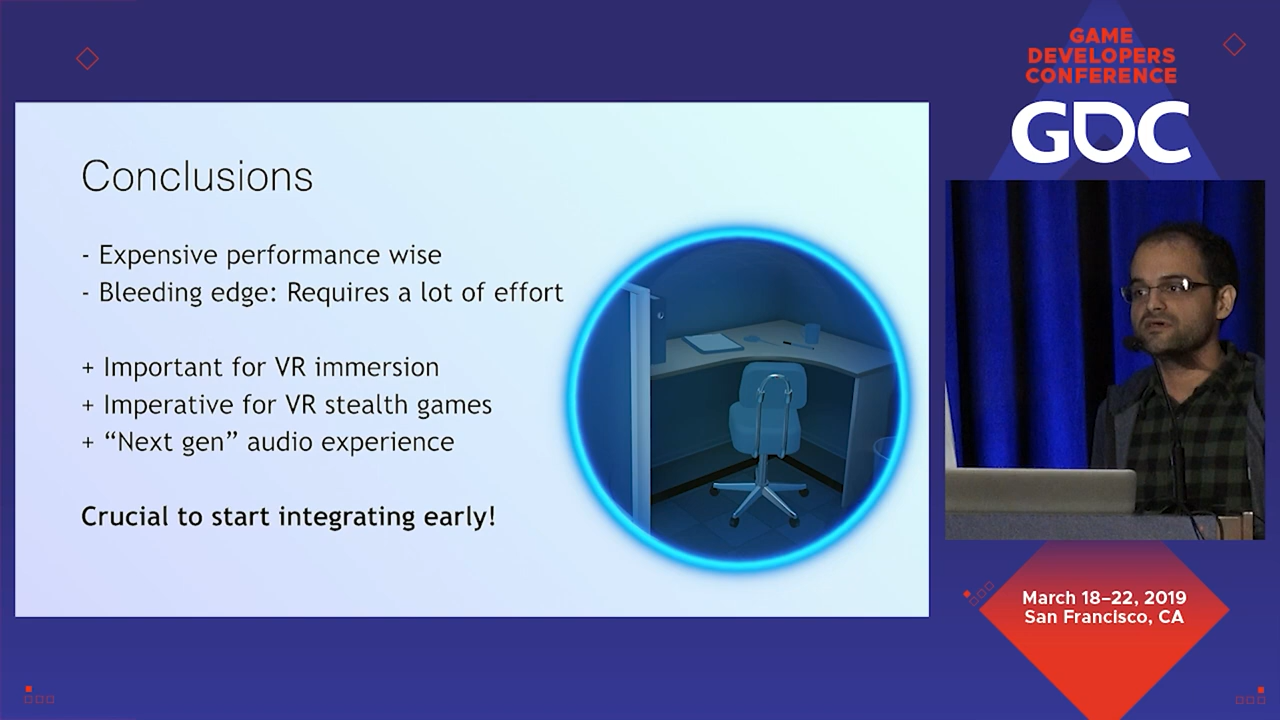 GAME
DEVELOPERS
CONFERENCE
GDC
Conclusions
- Expensive performance wise
- Bleeding edge: Requires a lot of effort
+ Important for VR immersion
+ Imperative for VR stealth games
+ “Next gen” audio experience
Crucial to start integrating early!
March 18–22, 2019
San Francisco, CA